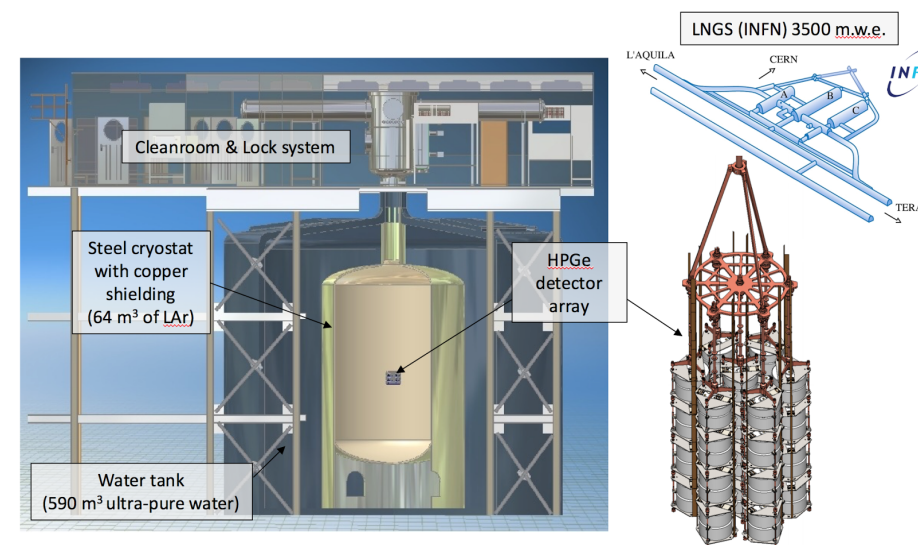 LNGS (INFN) 3500 m.w.e.
L'AQUILA
CERN
A
B
C
Cleanroom & Lock system
TERA
Steel cryostat
with copper
shielding
(64 m³ of LAr)
HPGe
detector
array
Water tank
(590 m³ ultra-pure water)